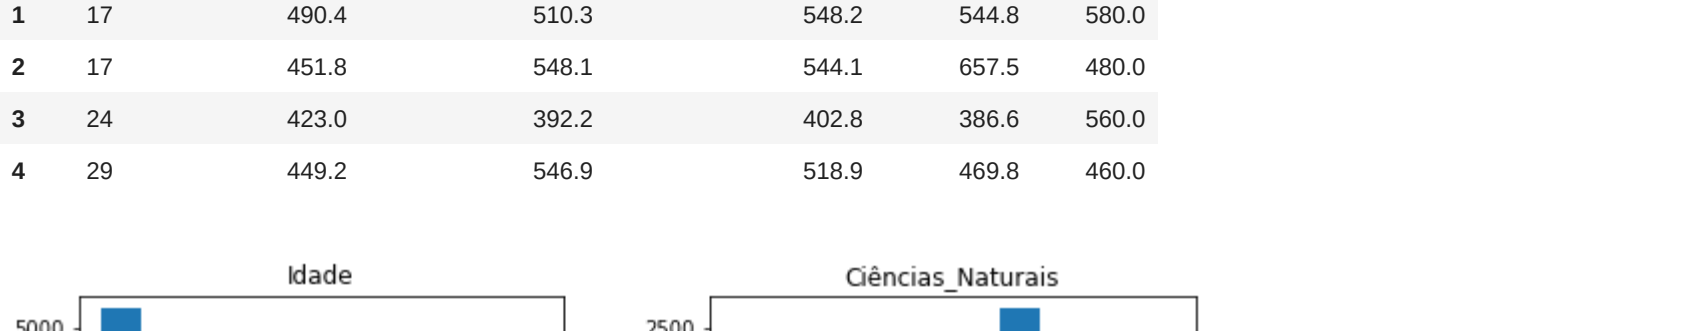 1 17 490.4 510.3 548.2 544.8 580.0
2 17 451.8 548.1 544.1 657.5 480.0
3 24 423.0 392.2 402.8 386.6 560.0
4 29 449.2 546.9 518.9 469.8 460.0
Idade Ciências_Naturais
5000 2500